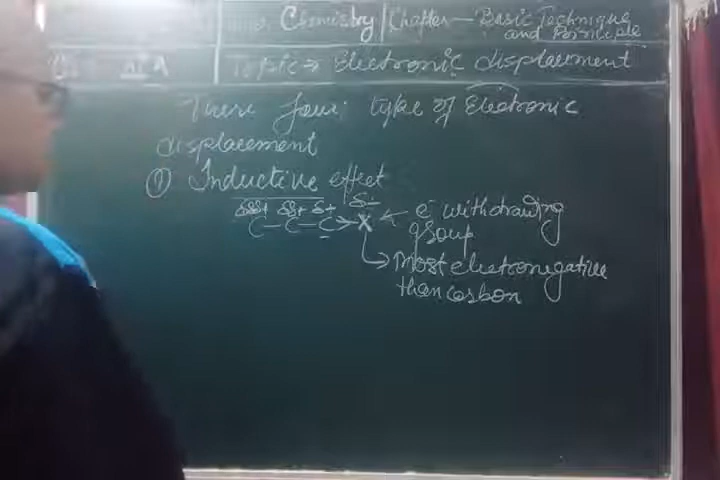 Chemistry | Chapter - Basic Technique and Principle
Topic → Electronic displacement
There four type of Electronic
displacement
① Inductive effect
δδδ+ δδ+ δ+ δ-
C - C - C → X ← e⁻ withdrawing
group
↳ most electronegative
than carbon